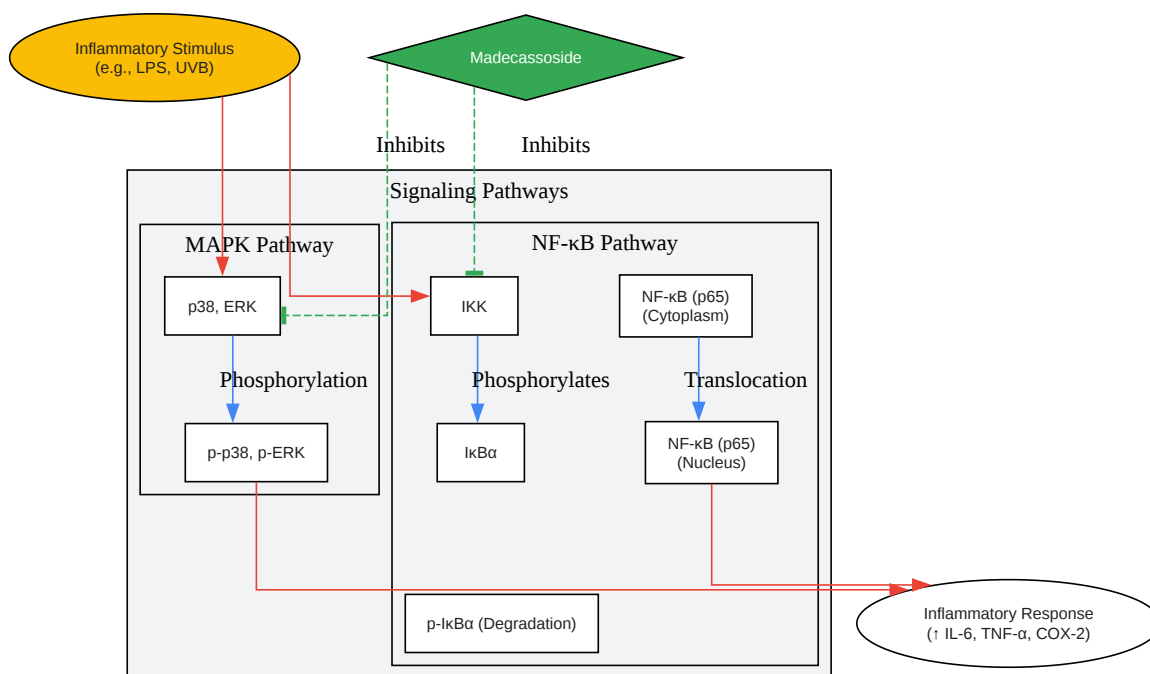 Inflammatory Stimulus
(e.g., LPS, UVB)
Madecassoside
Inhibits
Inhibits
Signaling Pathways
MAPK Pathway
NF-κB Pathway
p38, ERK
IKK
NF-κB (p65)
(Cytoplasm)
Phosphorylation
Phosphorylates
Translocation
p-p38, p-ERK
IκBα
NF-κB (p65)
(Nucleus)
p-IκBα (Degradation)
Inflammatory Response
(↑ IL-6, TNF-α, COX-2)